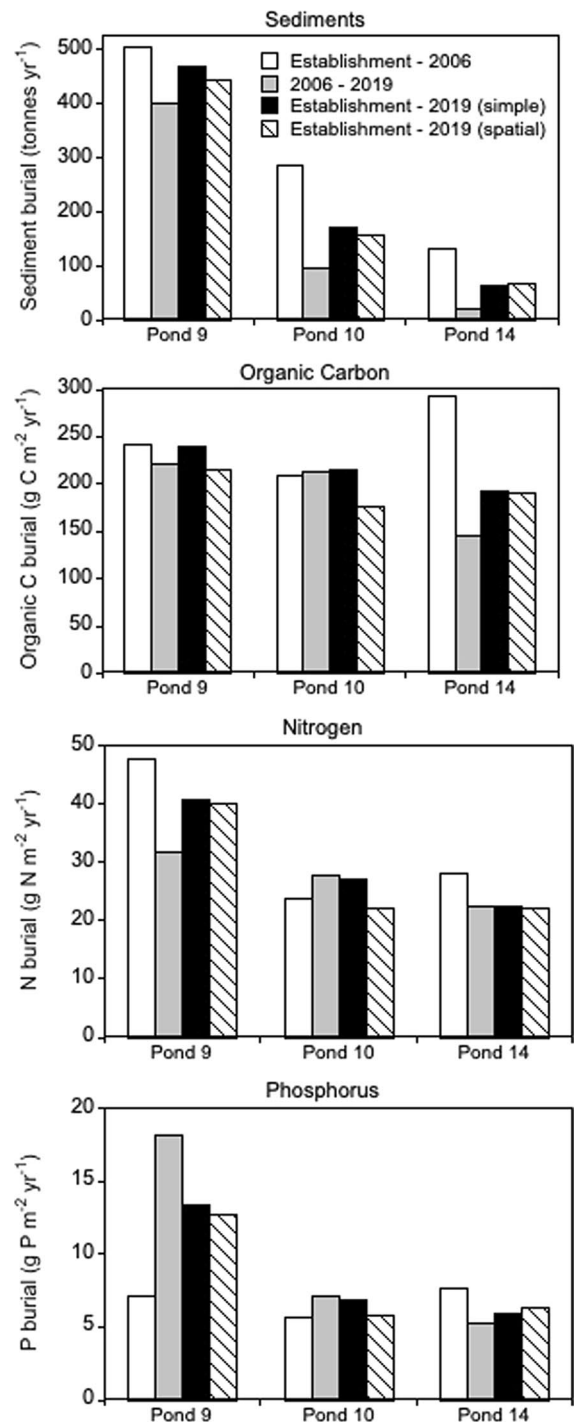 Sediments
Sediment burial (tonnes yr-1)
500
400
300
200
100
0
Establishment - 2006
2006 - 2019
Establishment - 2019 (simple)
Establishment - 2019 (spatial)
Pond 9 Pond 10 Pond 14
Organic Carbon
Organic C burial (g C m-2 yr-1)
300
250
200
150
100
50
0
Pond 9 Pond 10 Pond 14
Nitrogen
N burial (g N m-2 yr-1)
50
40
30
20
10
0
Pond 9 Pond 10 Pond 14
Phosphorus
P burial (g P m-2 yr-1)
20
15
10
5
0
Pond 9 Pond 10 Pond 14